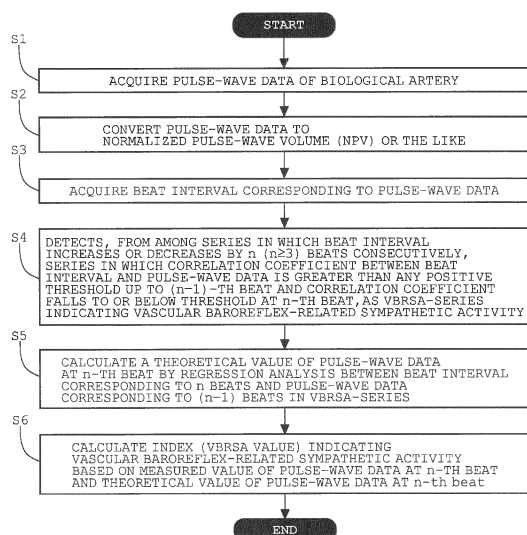 START
S1
ACQUIRE PULSE-WAVE DATA OF BIOLOGICAL ARTERY
S2
CONVERT PULSE-WAVE DATA TO
NORMALIZED PULSE-WAVE VOLUME (NPV) OR THE LIKE
S3
ACQUIRE BEAT INTERVAL CORRESPONDING TO PULSE-WAVE DATA
S4
DETECTS, FROM AMONG SERIES IN WHICH BEAT INTERVAL
INCREASES OR DECREASES BY n (n≥3) BEATS CONSECUTIVELY,
SERIES IN WHICH CORRELATION COEFFICIENT BETWEEN BEAT
INTERVAL AND PULSE-WAVE DATA IS GREATER THAN ANY POSITIVE
THRESHOLD UP TO (n-1)-TH BEAT AND CORRELATION COEFFICIENT
FALLS TO OR BELOW THRESHOLD AT n-TH BEAT, AS VBRSA-SERIES
INDICATING VASCULAR BAROREFLEX-RELATED SYMPATHETIC ACTIVITY
S5
CALCULATE A THEORETICAL VALUE OF PULSE-WAVE DATA
AT n-TH BEAT BY REGRESSION ANALYSIS BETWEEN BEAT INTERVAL
CORRESPONDING TO n BEATS AND PULSE-WAVE DATA
CORRESPONDING TO (n-1) BEATS IN VBRSA-SERIES
S6
CALCULATE INDEX (VBRSA VALUE) INDICATING
VASCULAR BAROREFLEX-RELATED SYMPATHETIC ACTIVITY
BASED ON MEASURED VALUE OF PULSE-WAVE DATA AT n-TH BEAT
AND THEORETICAL VALUE OF PULSE-WAVE DATA AT n-th beat
END